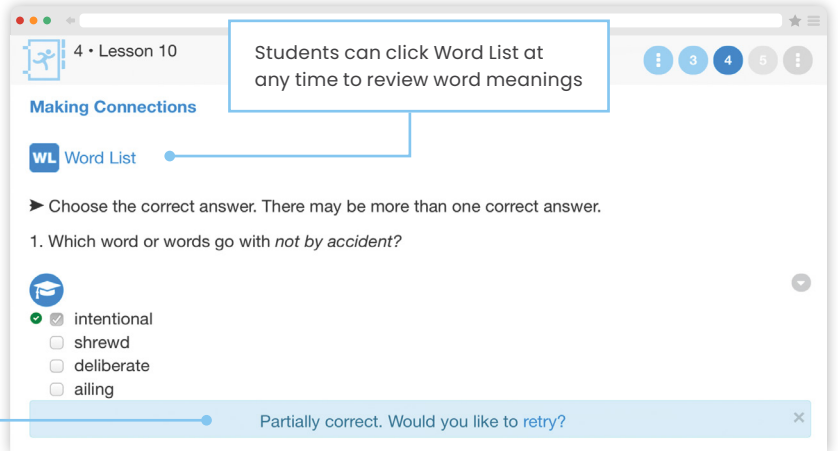 4 • Lesson 10
Students can click Word List at
any time to review word meanings
3 4 5
Making Connections
WL Word List
➤ Choose the correct answer. There may be more than one correct answer.
1. Which word or words go with not by accident?
intentional
shrewd
deliberate
ailing
Partially correct. Would you like to retry?